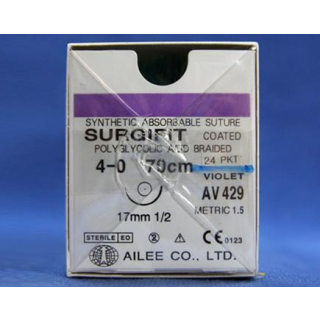 SYNTHETIC ABSORBABLE SUTURE
SURGIFIT COATED
POLYGLYCOLIC ACID BRAIDED
4-0 70cm 24 PKT
VIOLET
AV 429
17mm 1/2 METRIC 1.5
STERILE EO 2 CE 0123
AILEE CO., LTD.